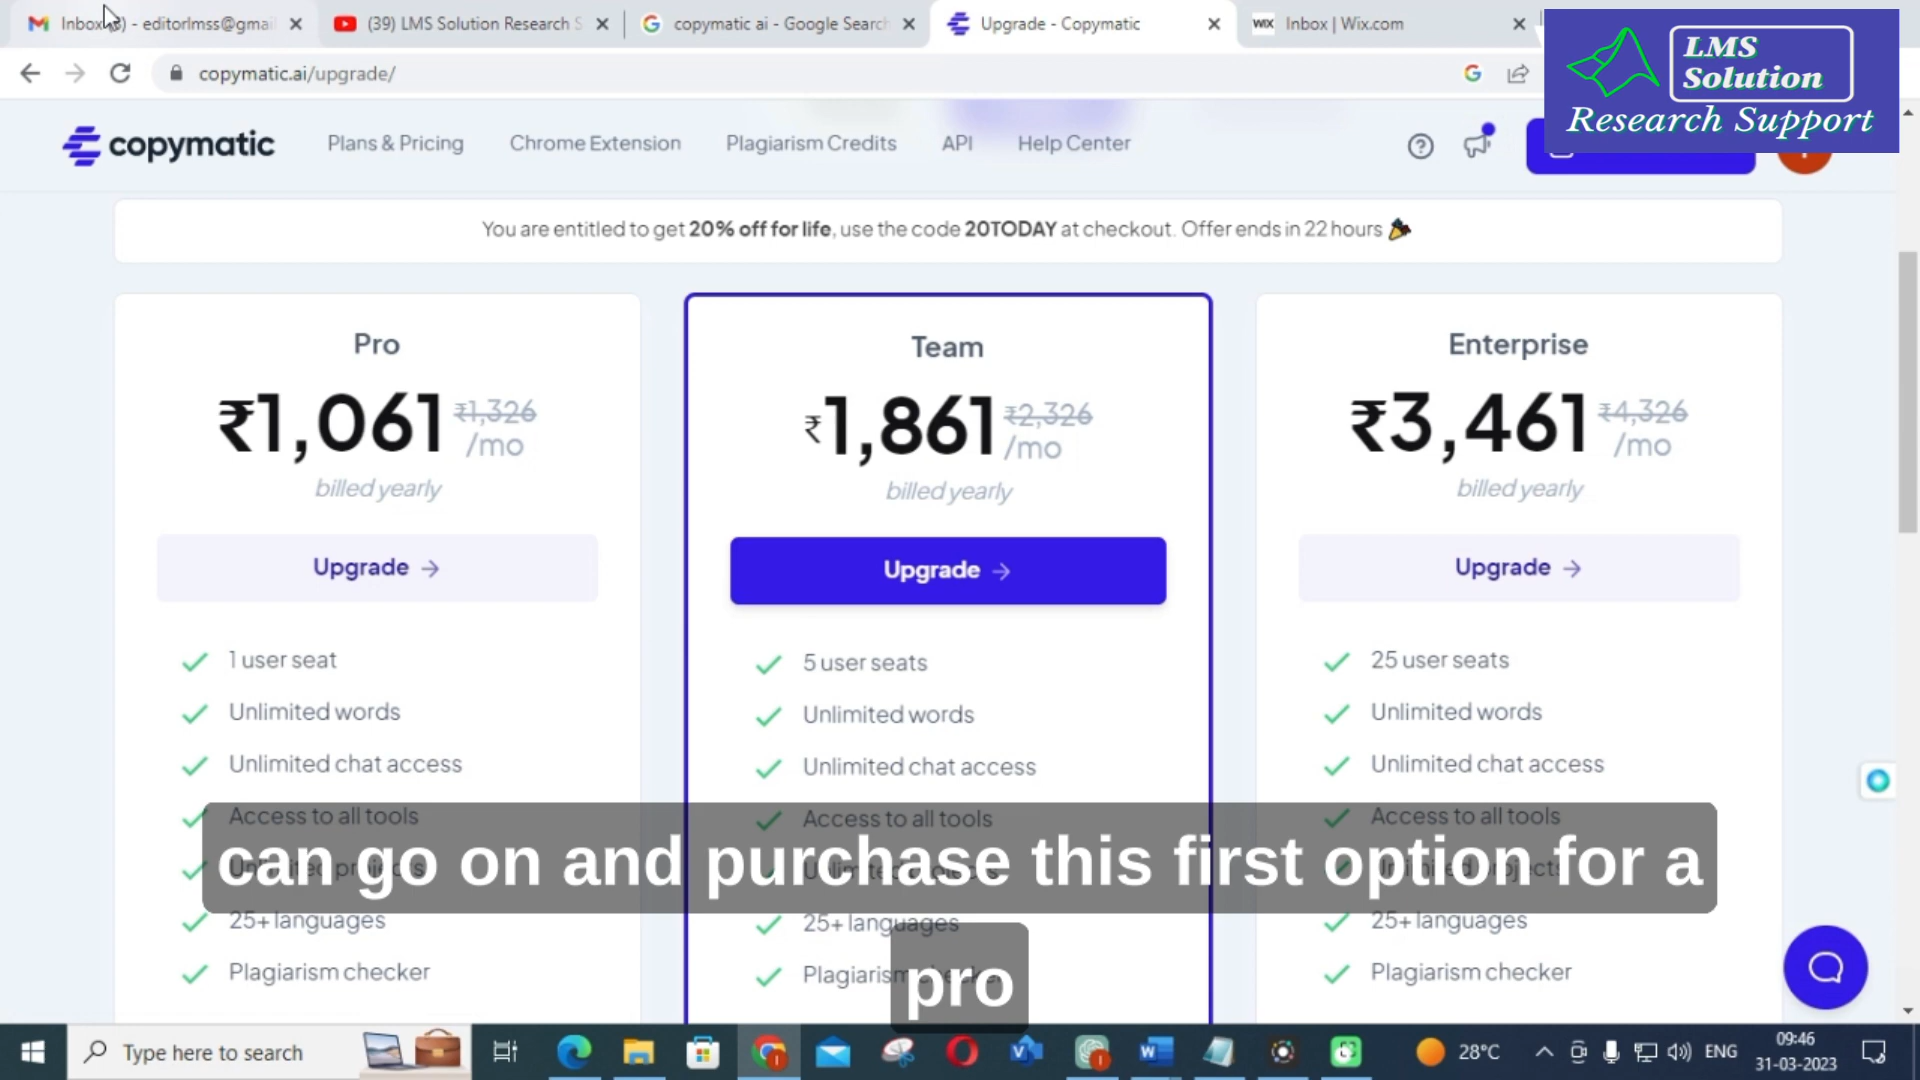 - editorlmss@gmai
(39) LMS Solution Research S
copymatic ai - Google Search
Upgrade - Copymatic
WIX
Inbox | Wix.com
copymatic.ai/upgrade/
LMS
Solution
Research Support
copymatic
Plans & Pricing
Chrome Extension
Plagiarism Credits
API
Help Center
You are entitled to get 20% off for life, use the code 20TODAY at checkout. Offer ends in 22 hours 🎉
Pro
₹1,061 ₹1,326 /mo
billed yearly
Upgrade →
1 user seat
Unlimited words
Unlimited chat access
Access to all tools
25+ languages
Plagiarism checker
Team
₹1,861 ₹2,326 /mo
billed yearly
Upgrade →
5 user seats
Unlimited words
Unlimited chat access
Access to all tools
25+ languages
Enterprise
₹3,461 ₹4,326 /mo
billed yearly
Upgrade →
25 user seats
Unlimited words
Unlimited chat access
Access to all tools
25+ languages
Plagiarism checker
can go on and purchase this first option for a
pro
Type here to search
28°C
ENG
09:46
31-03-2023